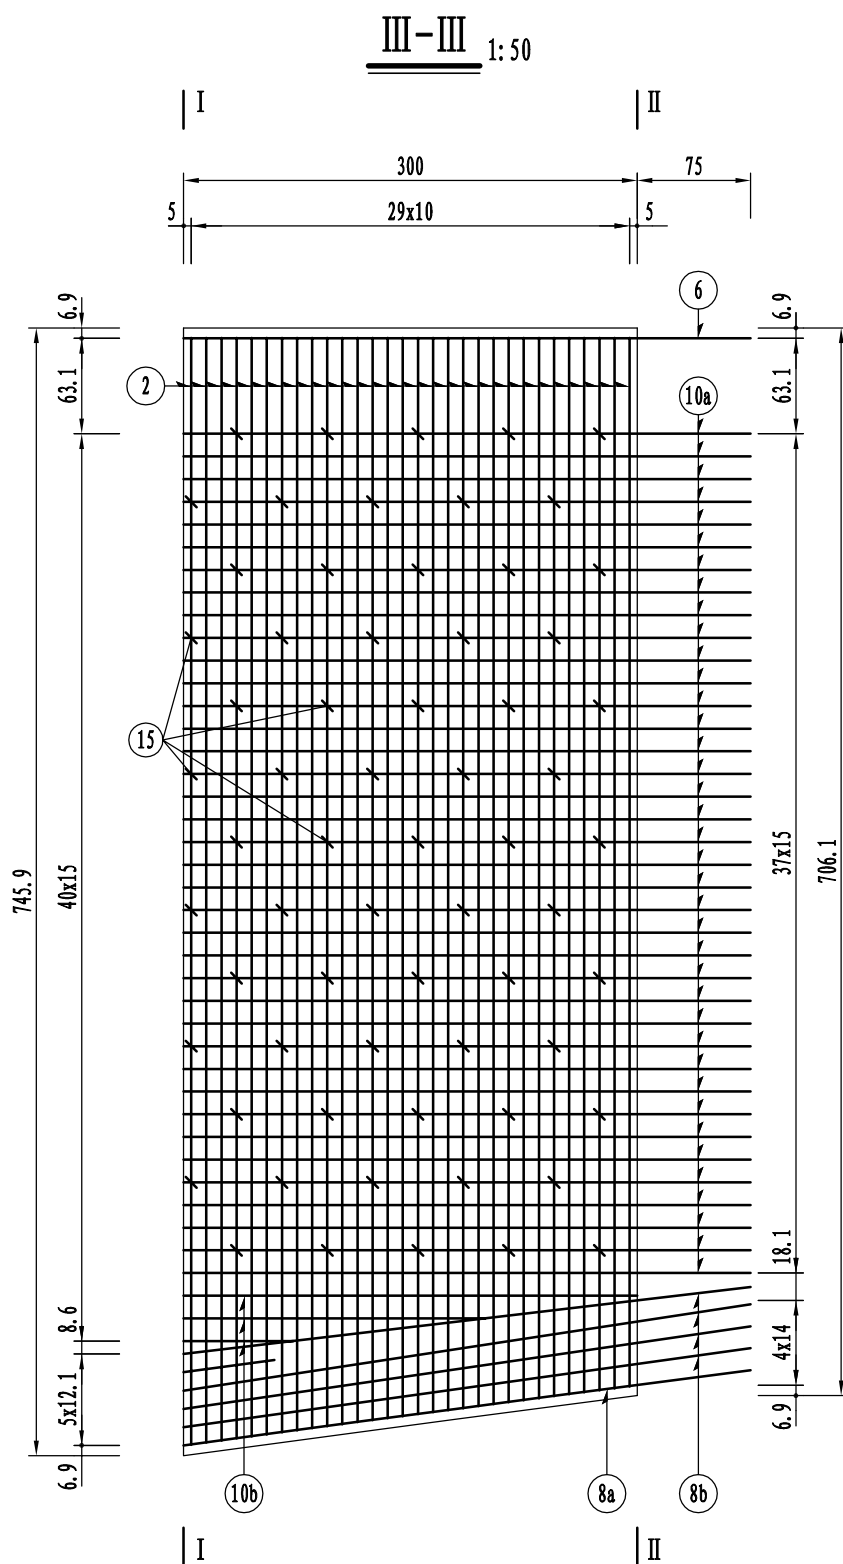 III-III 1:50
I II
300 75
5 29x10 5
6
6.9 6.9
63.1 2 63.1
10a
15
745.9 40x15 37x15 706.1
18.1
8.6
4x14
5x12.1
6.9 6.9
10b 8a 8b
I II